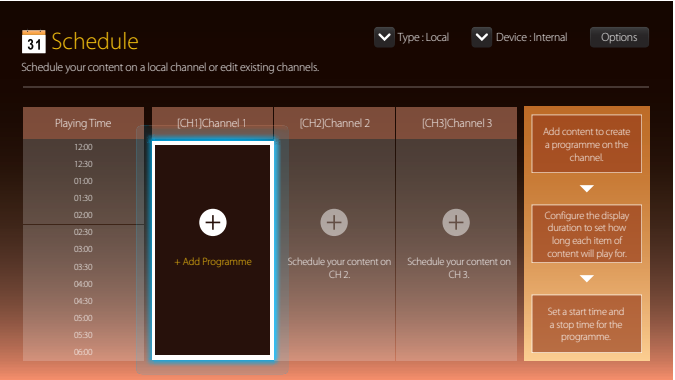 31 Schedule
Type : Local
Device : Internal
Options
Schedule your content on a local channel or edit existing channels.
Playing Time
[CH1]Channel 1
[CH2]Channel 2
[CH3]Channel 3
12:00
12:30
01:00
01:30
02:00
02:30
03:00
03:30
04:00
04:30
05:00
05:30
06:00
+ Add Programme
Schedule your content on
CH 2.
Schedule your content on
CH 3.
Add content to create
a programme on the
channel.
Configure the display
duration to set how
long each item of
content will play for.
Set a start time and
a stop time for the
programme.